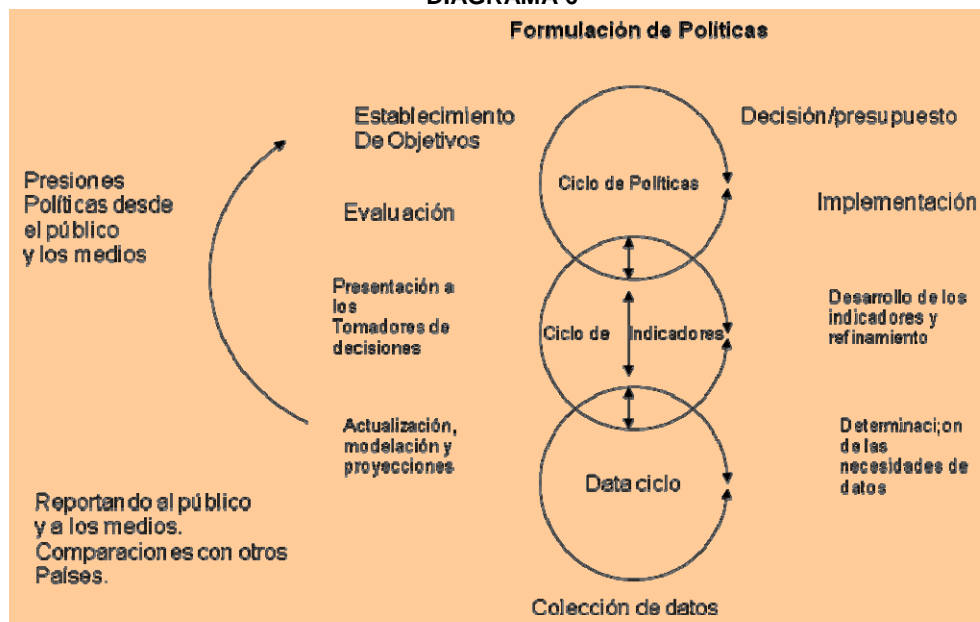 Formulación de Políticas
Establecimiento
De Objetivos
Decisión/presupuesto
Presiones
Políticas desde
el público
y los medios
Ciclo de Políticas
Evaluación
Implementación
Presentación a
los
Tomadores de
decisiones
Ciclo de Indicadores
Desarrollo de los
indicadores y
refinamiento
Actualización,
modelación y
proyecciones
Determinaci;on
de las
necesidades de
datos
Data ciclo
Reportando al público
y a los medios.
Comparaciones con otros
Países.
Colección de datos